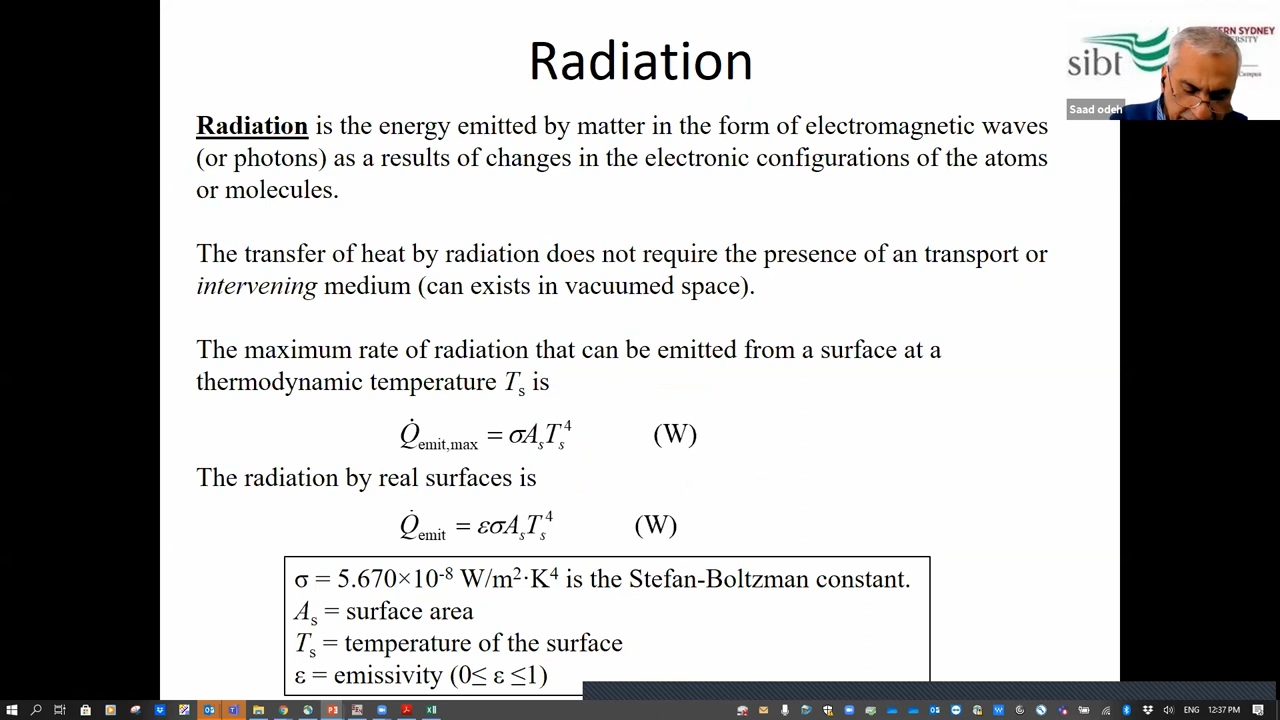 Radiation
ERN SYDNEY
ERSITY
sibt
Campus
Saad odeh
Radiation is the energy emitted by matter in the form of electromagnetic waves
(or photons) as a results of changes in the electronic configurations of the atoms
or molecules.
The transfer of heat by radiation does not require the presence of an transport or
intervening medium (can exists in vacuumed space).
The maximum rate of radiation that can be emitted from a surface at a
thermodynamic temperature Tₛ is
Q̇emit,max = σAₛTₛ⁴ (W)
The radiation by real surfaces is
Q̇emit = εσAₛTₛ⁴ (W)
σ = 5.670×10⁻⁸ W/m²·K⁴ is the Stefan-Boltzman constant.
Aₛ = surface area
Tₛ = temperature of the surface
ε = emissivity (0≤ ε ≤1)
ENG 12:37 PM